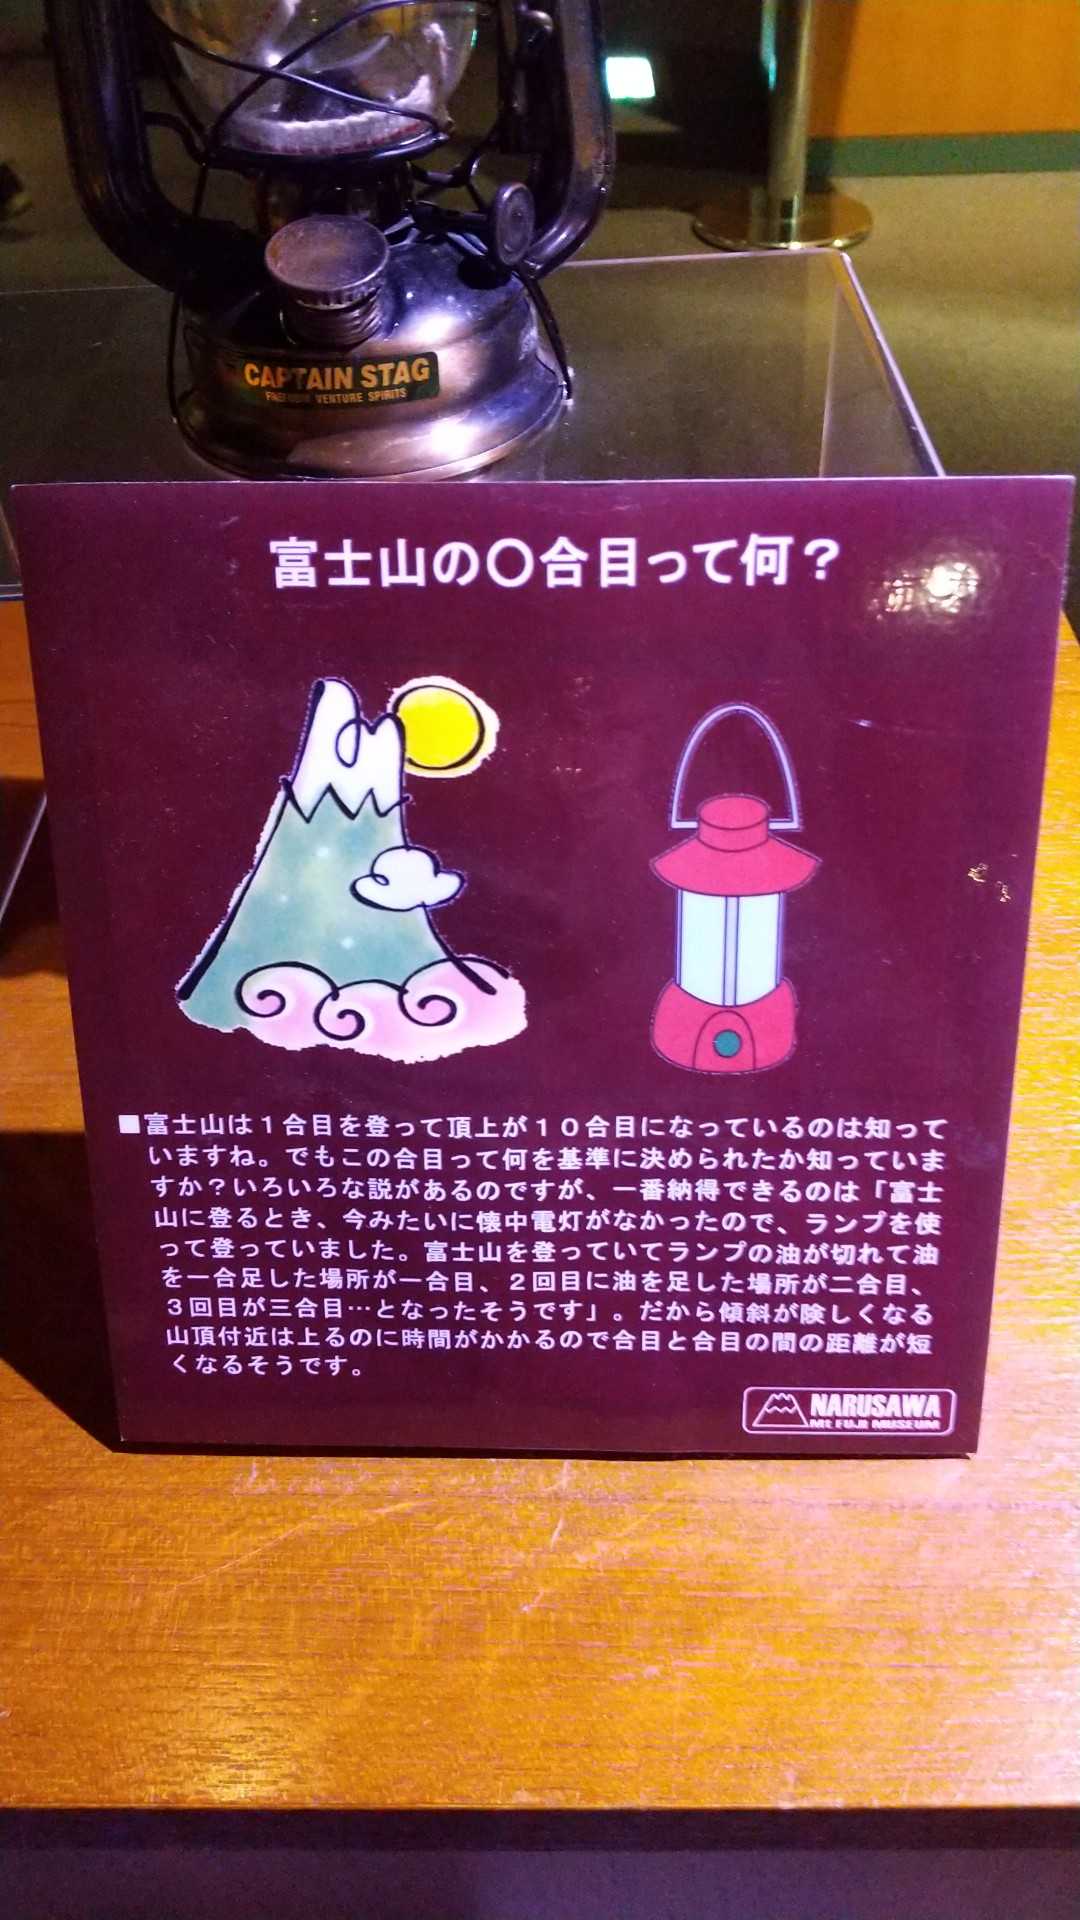 CAPTAIN STAG
VENTURE SPIRITS
富士山の〇合目って何？
■富士山は１合目を登って頂上が１０合目になっているのは知って
いますね。でもこの合目って何を基準に決められたか知っていま
すか？いろいろな説があるのですが、一番納得できるのは「富士
山に登るとき、今みたいに懐中電灯がなかったので、ランプを使
って登っていました。富士山を登っていてランプの油が切れて油
を一合足した場所が一合目、２回目に油を足した場所が二合目、
３回目が三合目…となったそうです」。だから傾斜が険しくなる
山頂付近は上るのに時間がかかるので合目と合目の間の距離が短
くなるそうです。
NARUSAWA
Mt FUJI MUSEUM